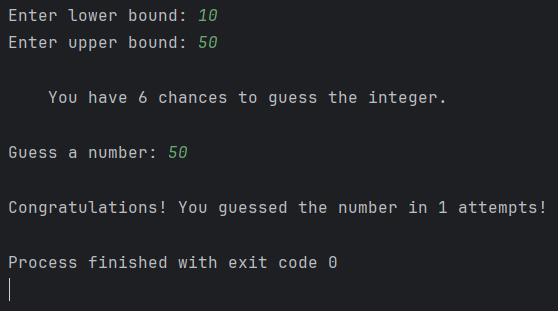 Enter lower bound: 10
Enter upper bound: 50
You have 6 chances to guess the integer.
Guess a number: 50
Congratulations! You guessed the number in 1 attempts!
Process finished with exit code 0